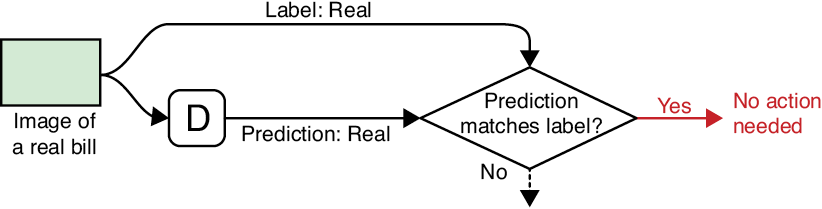 Label: Real
Image of
a real bill
D
Prediction: Real
Prediction
matches label?
Yes
No action
needed
No